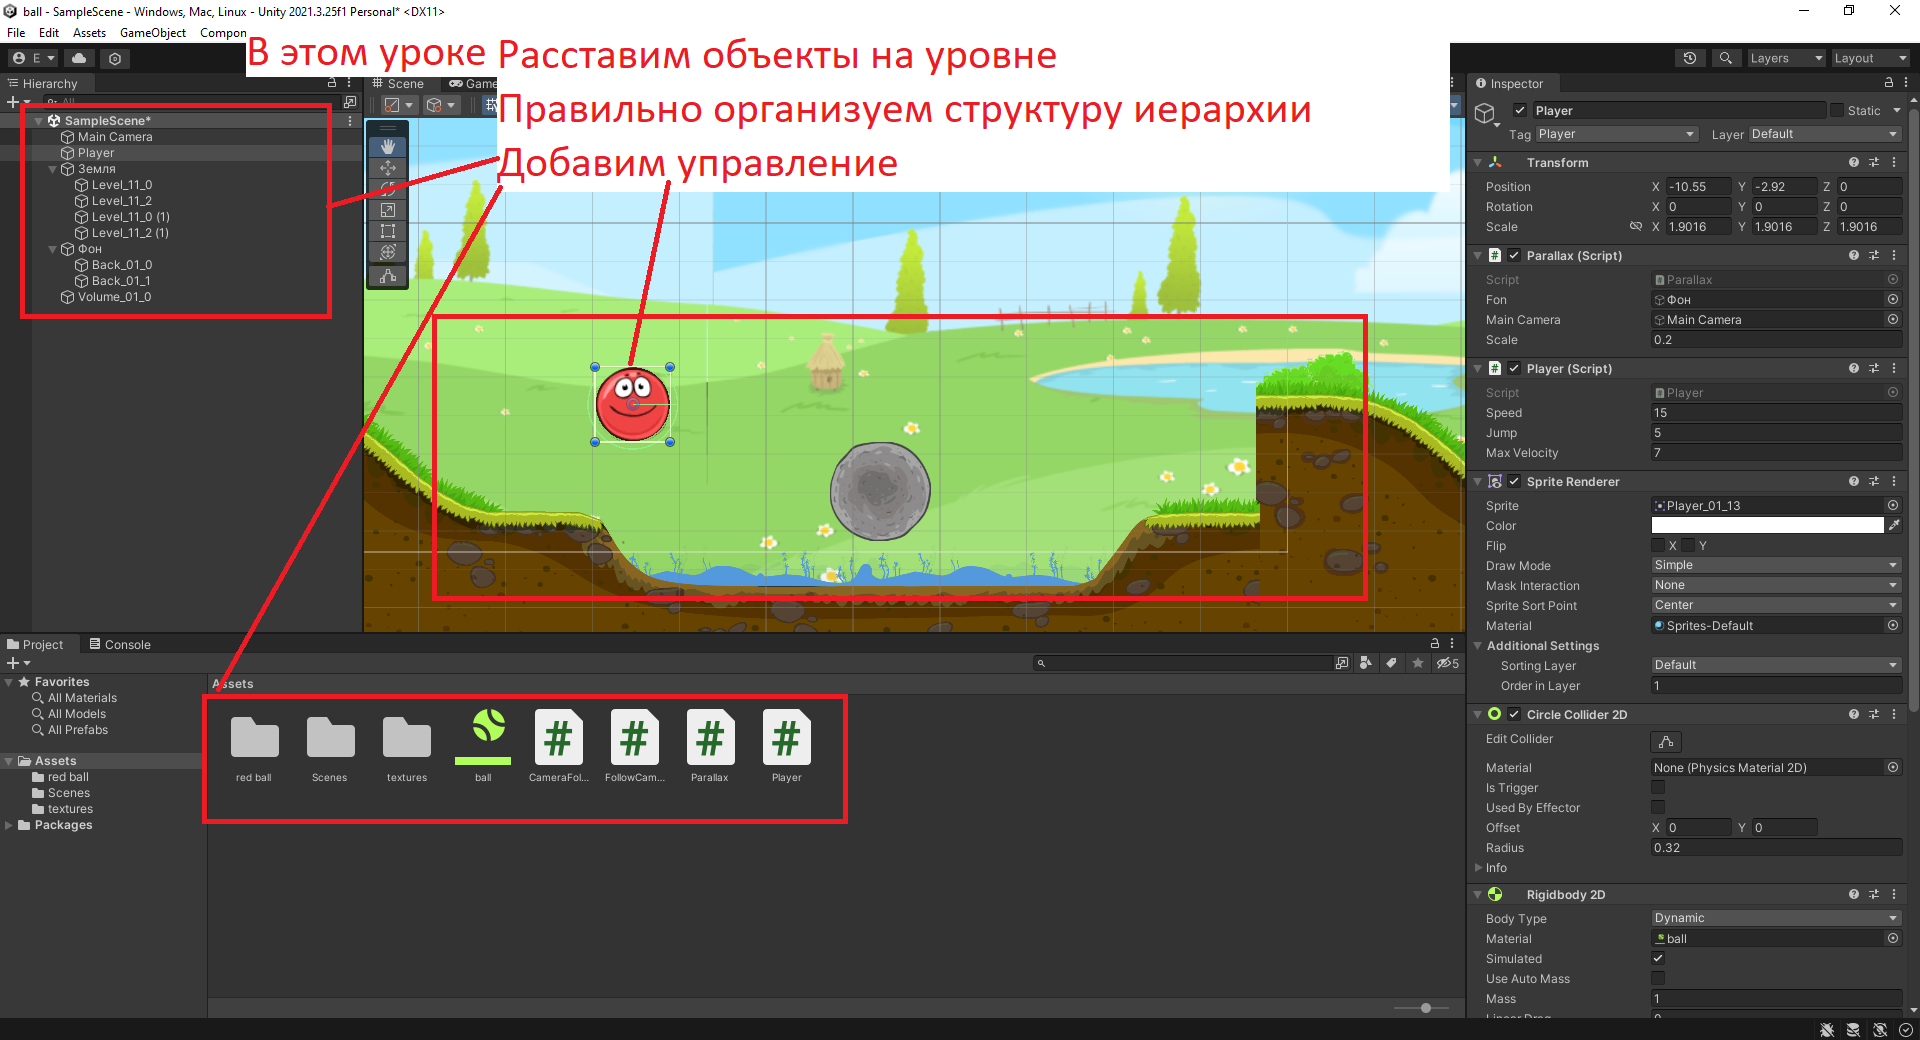 ball - SampleScene - Windows, Mac, Linux - Unity 2021.3.25f1 Personal* <DX11>
File Edit Assets GameObject Compon
В этом уроке Расставим объекты на уровне
Правильно организуем структуру иерархии
Добавим управление
E
Layers
Layout
Hierarchy
All
SampleScene*
Main Camera
Player
Земля
Level_11_0
Level_11_2
Level_11_0 (1)
Level_11_2 (1)
Фон
Back_01_0
Back_01_1
Volume_01_0
Scene
Game
Inspector
Player
Static
Tag Player Layer Default
Transform
Position X -10.55 Y -2.92 Z 0
Rotation X 0 Y 0 Z 0
Scale X 1.9016 Y 1.9016 Z 1.9016
Parallax (Script)
Script Parallax
Fon Фон
Main Camera Main Camera
Scale 0.2
Player (Script)
Script Player
Speed 15
Jump 5
Max Velocity 7
Sprite Renderer
Sprite Player_01_13
Color
Flip X Y
Draw Mode Simple
Mask Interaction None
Sprite Sort Point Center
Material Sprites-Default
Additional Settings
Sorting Layer Default
Order in Layer 1
Circle Collider 2D
Edit Collider
Material None (Physics Material 2D)
Is Trigger
Used By Effector
Offset X 0 Y 0
Radius 0.32
Info
Rigidbody 2D
Body Type Dynamic
Material ball
Simulated
Use Auto Mass
Mass 1
Project
Console
5
Favorites
All Materials
All Models
All Prefabs
Assets
red ball
Scenes
textures
Packages
Assets
red ball
Scenes
textures
ball
CameraFol...
FollowCam...
Parallax
Player